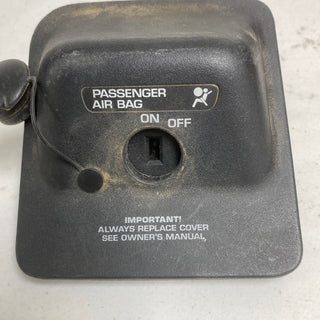 PASSENGER
AIR BAG
ON OFF
IMPORTANT!
ALWAYS REPLACE COVER
SEE OWNER'S MANUAL